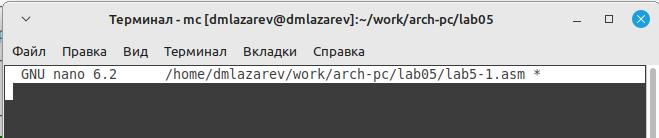 Терминал - mc [dmlazarev@dmlazarev]:~/work/arch-pc/lab05
Файл Правка Вид Терминал Вкладки Справка
GNU nano 6.2 /home/dmlazarev/work/arch-pc/lab05/lab5-1.asm *